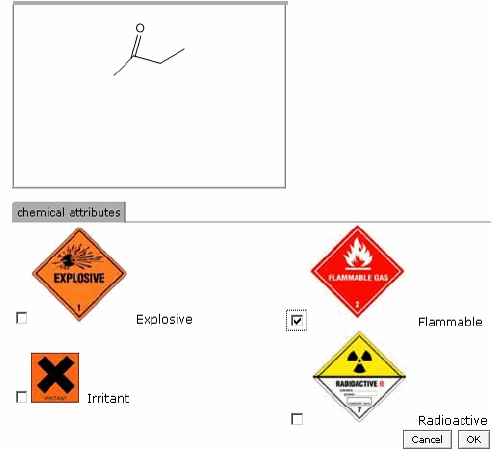 O
chemical attributes
EXPLOSIVE
1
Explosive
FLAMMABLE GAS
2
Flammable
IRRITANT
Irritant
RADIOACTIVE II
7
Radioactive
Cancel
OK